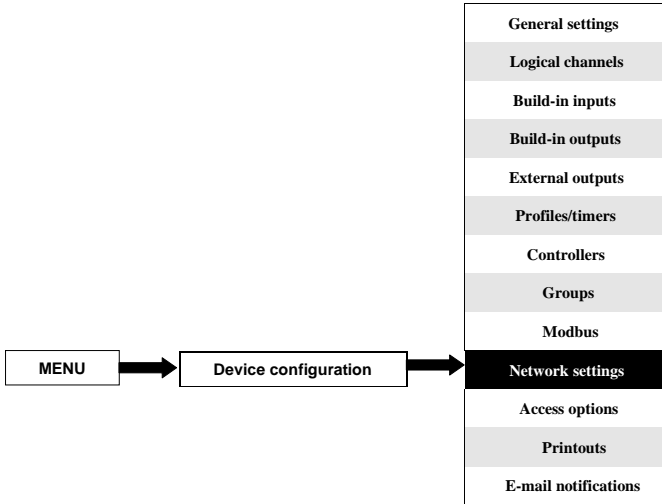 General settings
Logical channels
Build-in inputs
Build-in outputs
External outputs
Profiles/timers
Controllers
Groups
Modbus
MENU
Device configuration
Network settings
Access options
Printouts
E-mail notifications